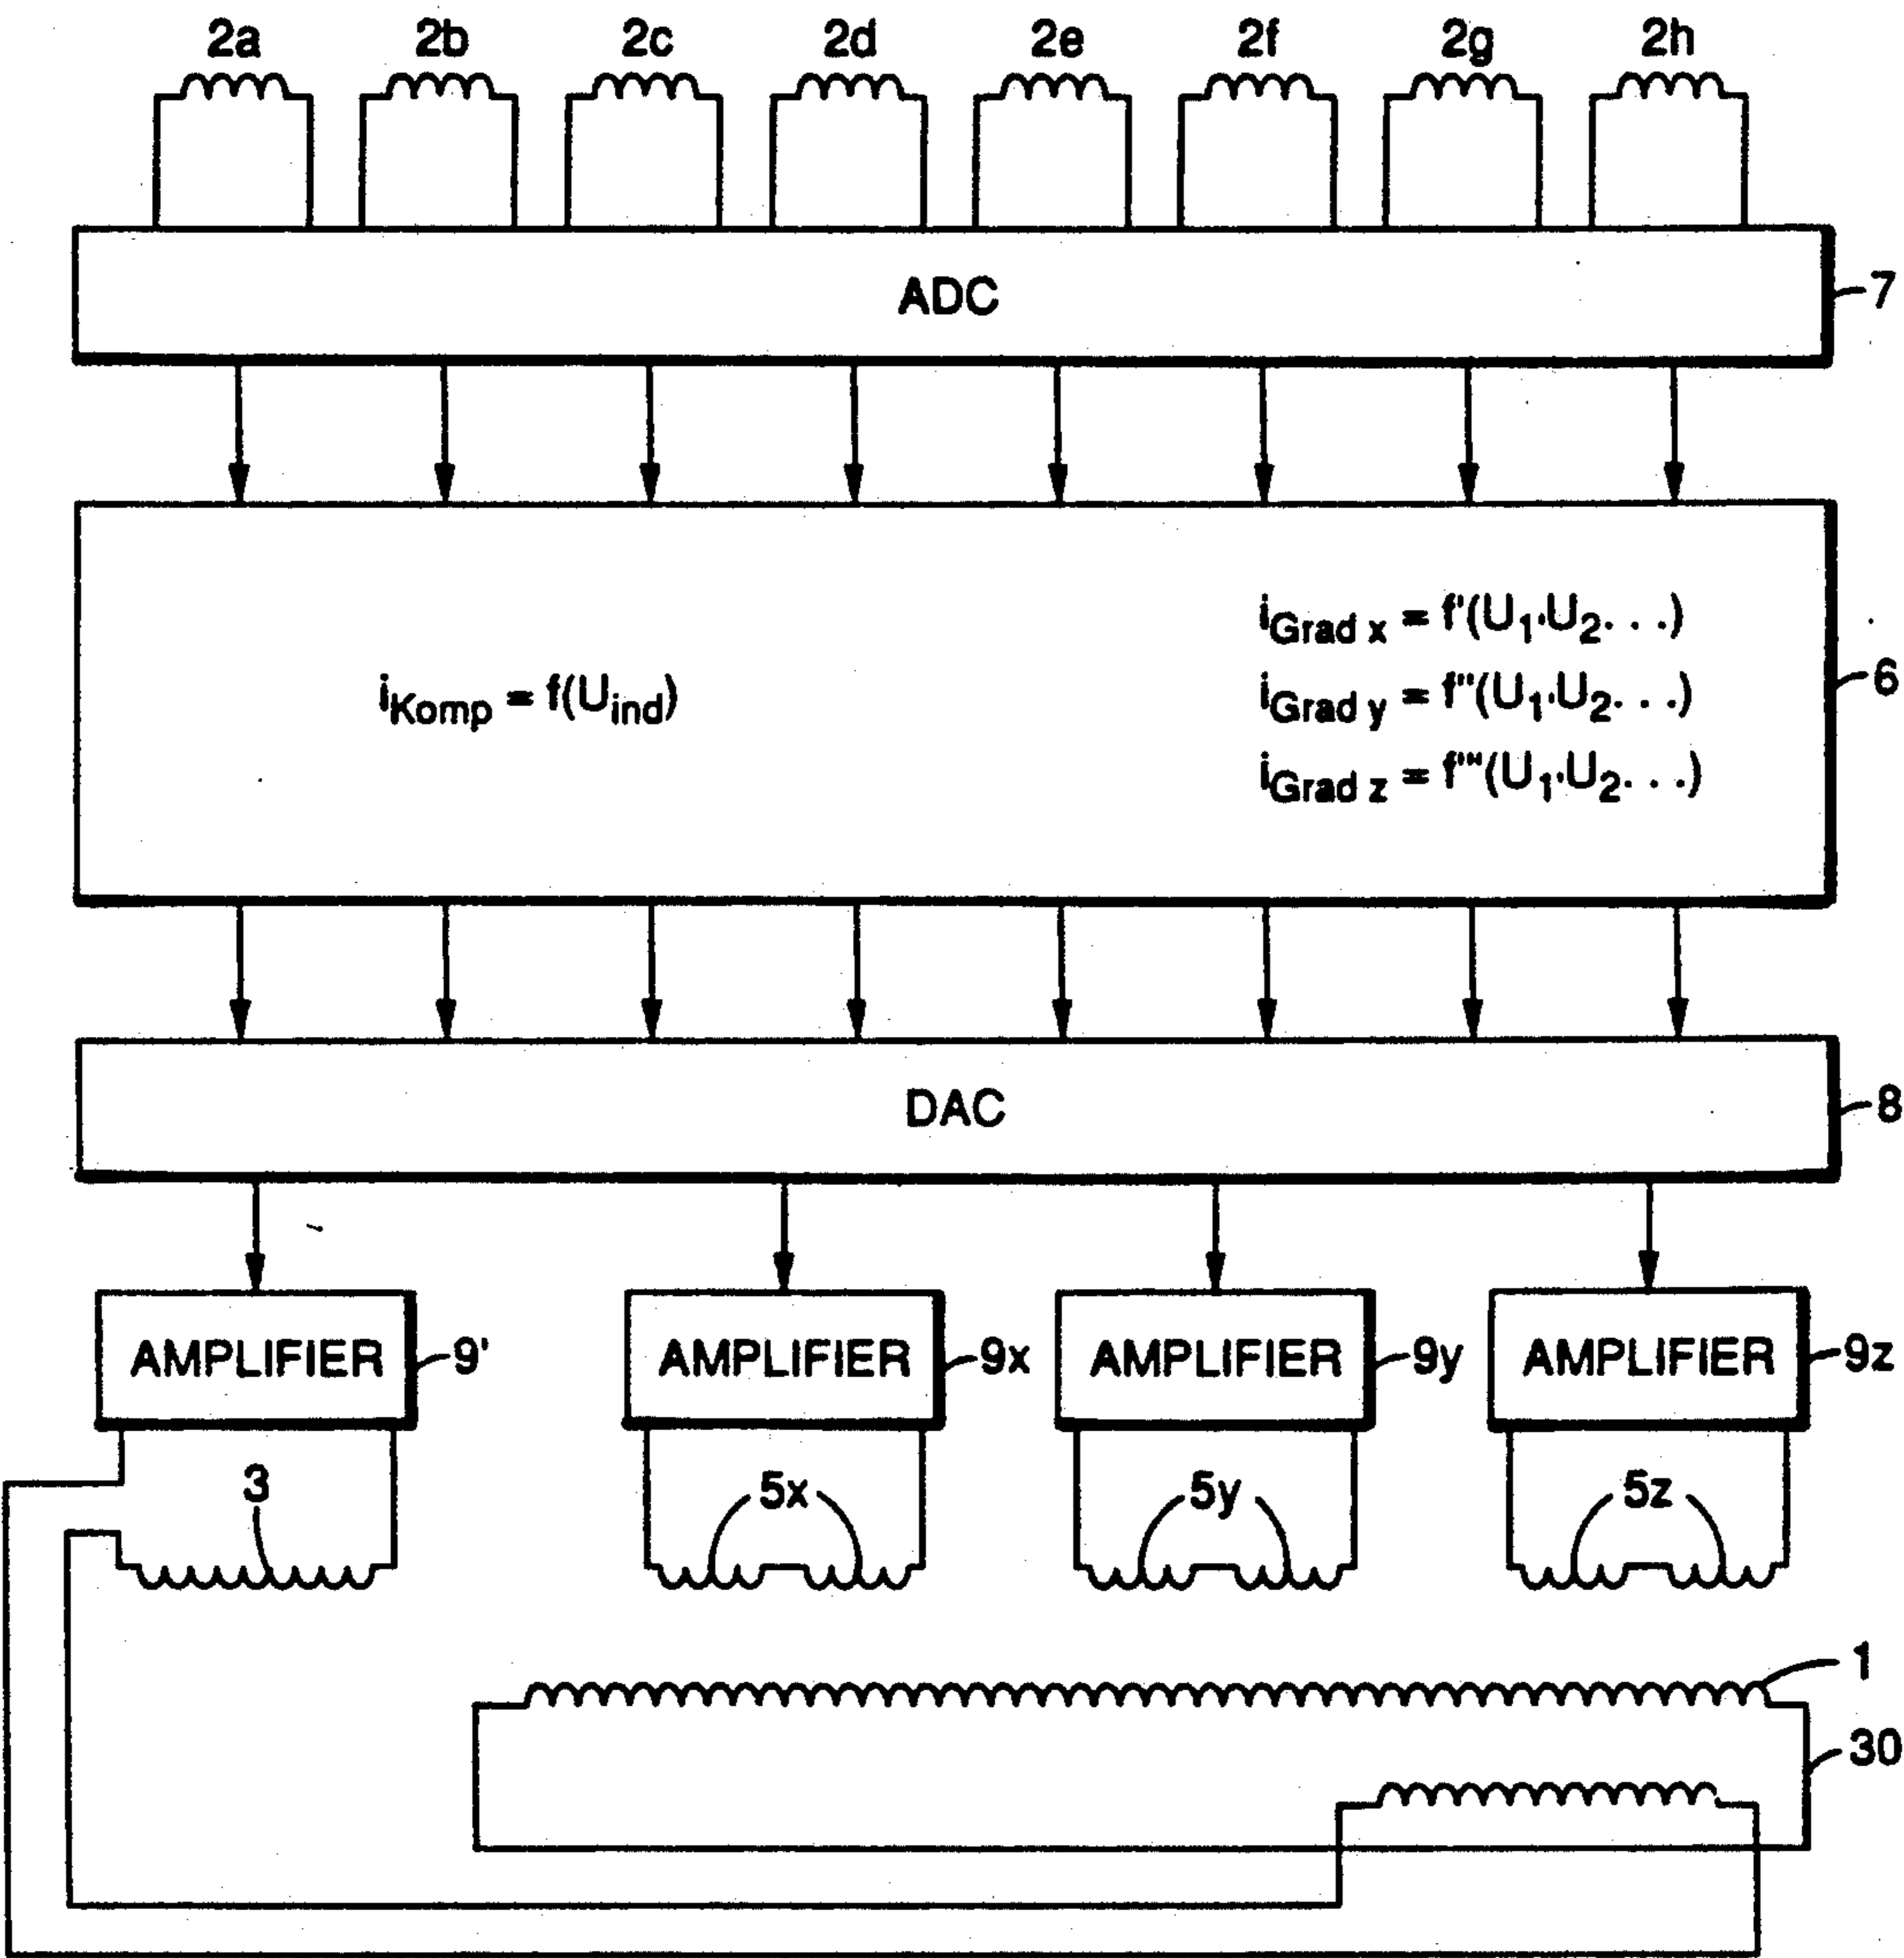 2a 2b 2c 2d 2e 2f 2g 2h
ADC
7
iGrad x = f'(U1,U2...)
iKomp = f(Uind)
iGrad y = f"(U1,U2...)
6
iGrad z = f"'(U1,U2...)
DAC
8
AMPLIFIER 9' AMPLIFIER 9x AMPLIFIER 9y AMPLIFIER 9z
3 5x 5y 5z
1
30